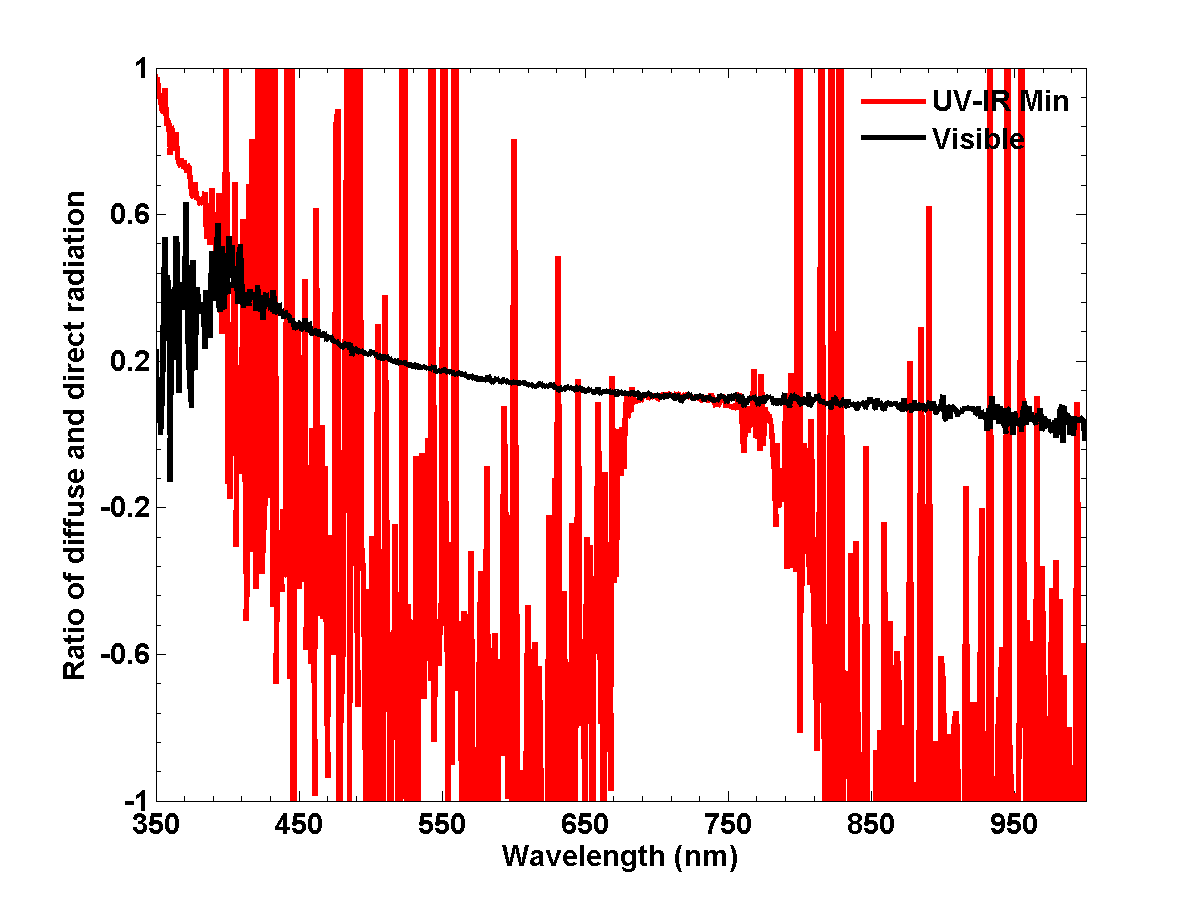 1
0.6
0.2
-0.2
-0.6
-1
Ratio of diffuse and direct radiation
UV-IR Min
Visible
350 450 550 650 750 850 950
Wavelength (nm)